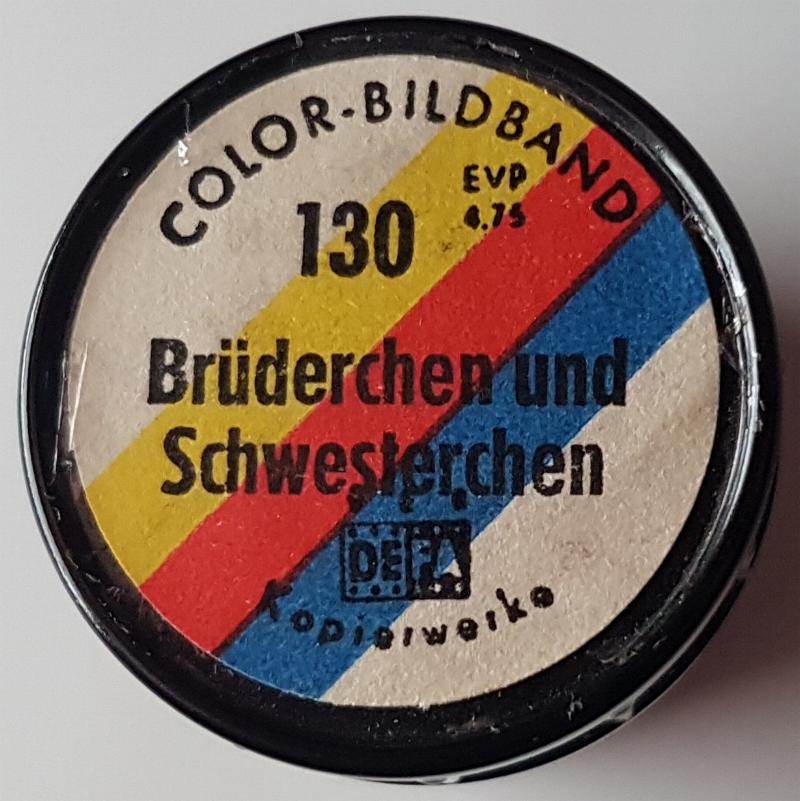 COLOR-BILDBAND
EVP
4.75
130
Brüderchen und
Schwesterchen
DEFA
Kopierwerke